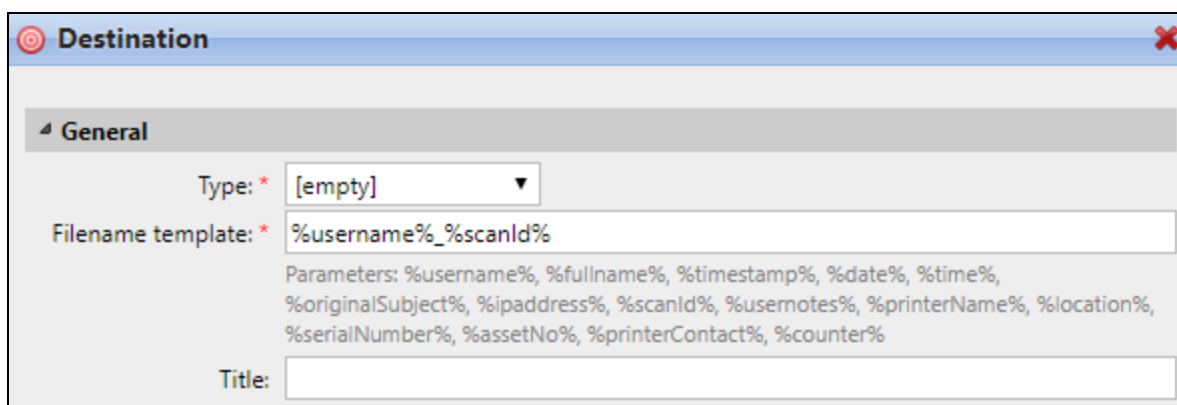 Destination
General
Type: * [empty]
Filename template: * %username%_%scanId%
Parameters: %username%, %fullname%, %timestamp%, %date%, %time%,
%originalSubject%, %ipaddress%, %scanId%, %usernotes%, %printerName%, %location%,
%serialNumber%, %assetNo%, %printerContact%, %counter%
Title: